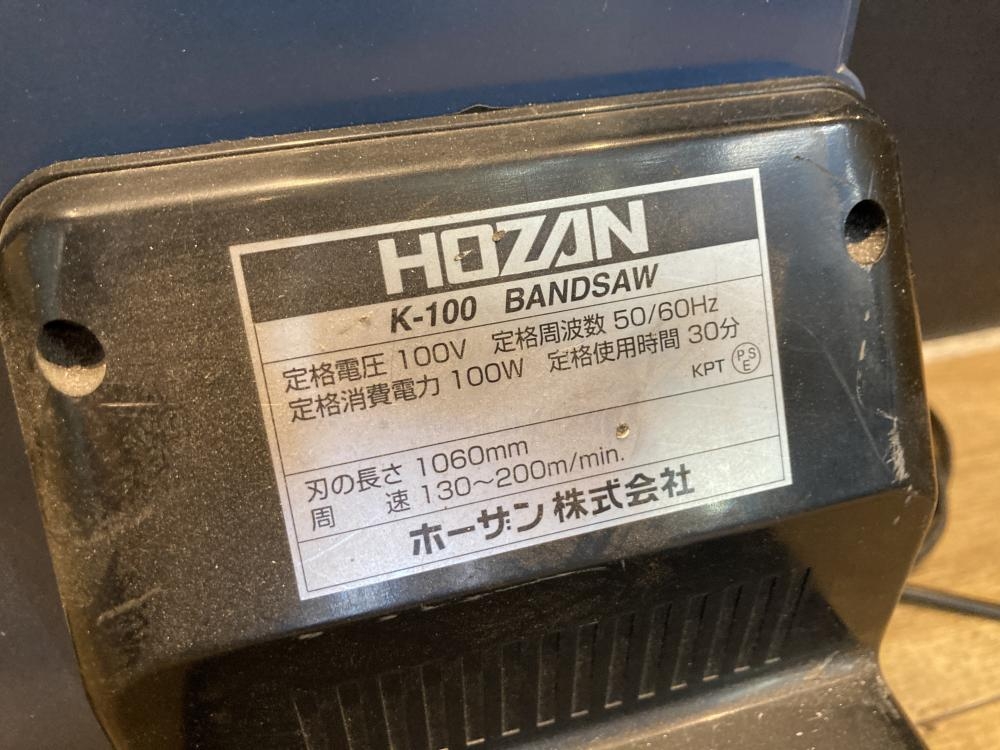 HOZAN
K-100 BANDSAW
定格電圧 100V 定格周波数 50/60Hz
定格消費電力 100W 定格使用時間 30分
KPT PSE
刃の長さ 1060mm
周速 130～200m/min.
ホーザン株式会社